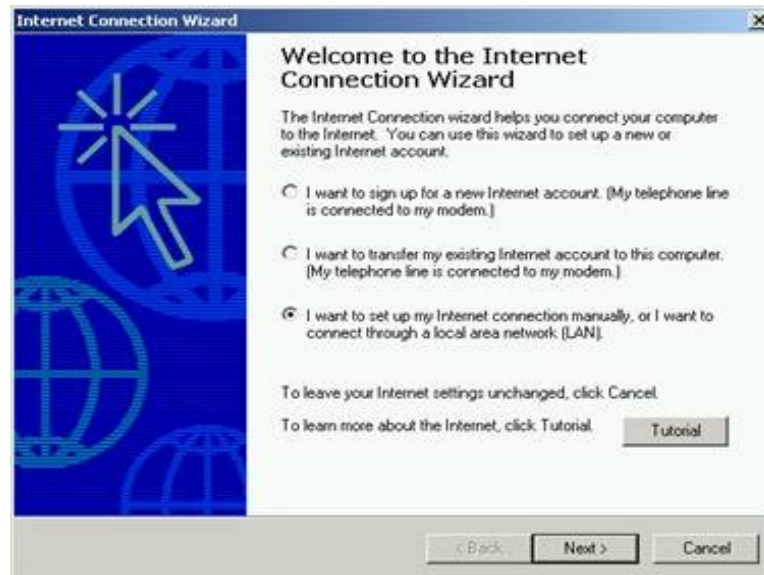 Internet Connection Wizard
Welcome to the Internet
Connection Wizard
The Internet Connection wizard helps you connect your computer
to the Internet. You can use this wizard to set up a new or
existing Internet account.
I want to sign up for a new Internet account. (My telephone line
is connected to my modem.)
I want to transfer my existing Internet account to this computer.
(My telephone line is connected to my modem.)
I want to set up my Internet connection manually, or I want to
connect through a local area network (LAN).
To leave your Internet settings unchanged, click Cancel.
To learn more about the Internet, click Tutorial.
Tutorial
< Back
Next >
Cancel